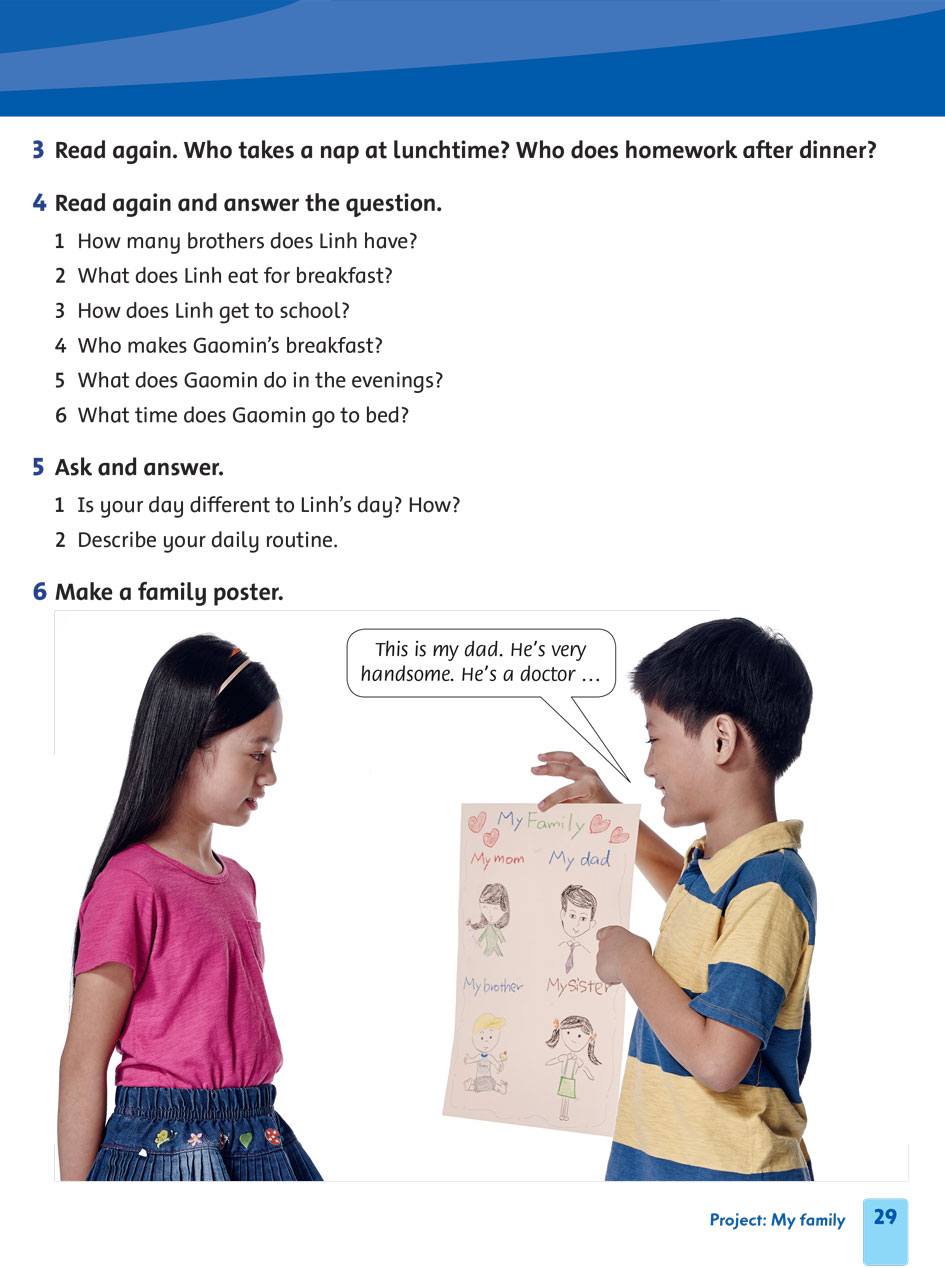 3 Read again. Who takes a nap at lunchtime? Who does homework after dinner?
4 Read again and answer the question.
1 How many brothers does Linh have?
2 What does Linh eat for breakfast?
3 How does Linh get to school?
4 Who makes Gaomin’s breakfast?
5 What does Gaomin do in the evenings?
6 What time does Gaomin go to bed?
5 Ask and answer.
1 Is your day different to Linh’s day? How?
2 Describe your daily routine.
6 Make a family poster.
This is my dad. He’s very
handsome. He’s a doctor ...
My Family
My mom My dad
My brother My sister
Project: My family 29